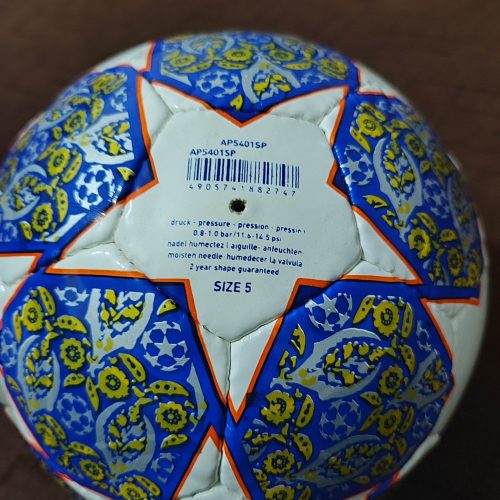 AP5401SP
AP5401SP
4905741882747
druck - pressure - pression - pressini
0.8-1.0 bar/11.6-14.5 psi
nadel humectez l aiguille- anfeuchten
moisten needle humedecer la valvula
2 year shape guaranteed
SIZE 5